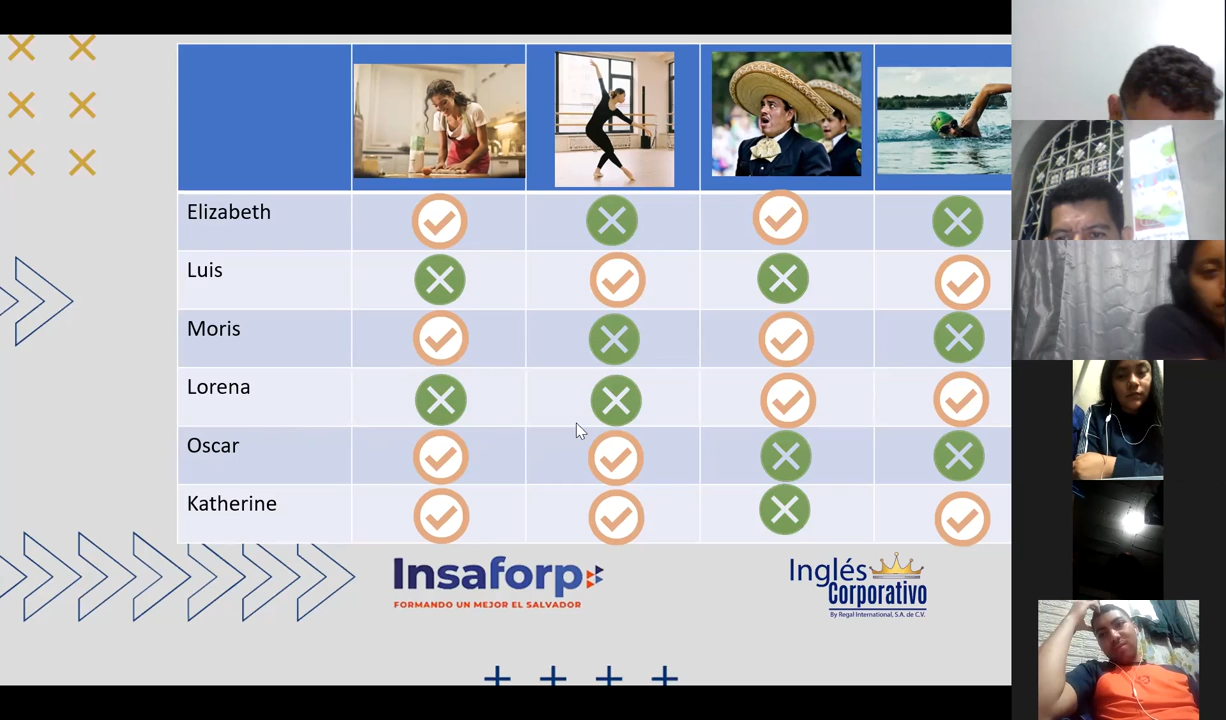 Elizabeth
Luis
Moris
Lorena
Oscar
Katherine
Insaforp
FORMANDO UN MEJOR EL SALVADOR
Inglés
Corporativo
By Regal International, S.A. de C.V.